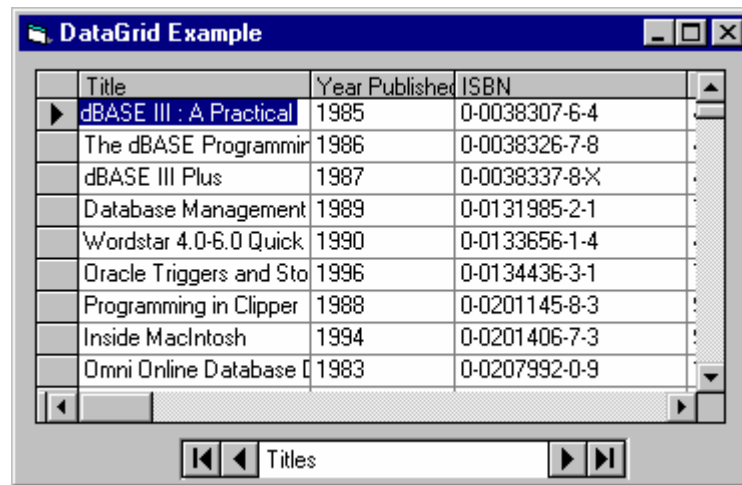 DataGrid Example
Title Year Published ISBN
dBASE III : A Practical 1985 0-0038307-6-4
The dBASE Programmin 1986 0-0038326-7-8
dBASE III Plus 1987 0-0038337-8-X
Database Management 1989 0-0131985-2-1
Wordstar 4.0-6.0 Quick 1990 0-0133656-1-4
Oracle Triggers and Sto 1996 0-0134436-3-1
Programming in Clipper 1988 0-0201145-8-3
Inside MacIntosh 1994 0-0201406-7-3
Omni Online Database 1983 0-0207992-0-9
Titles